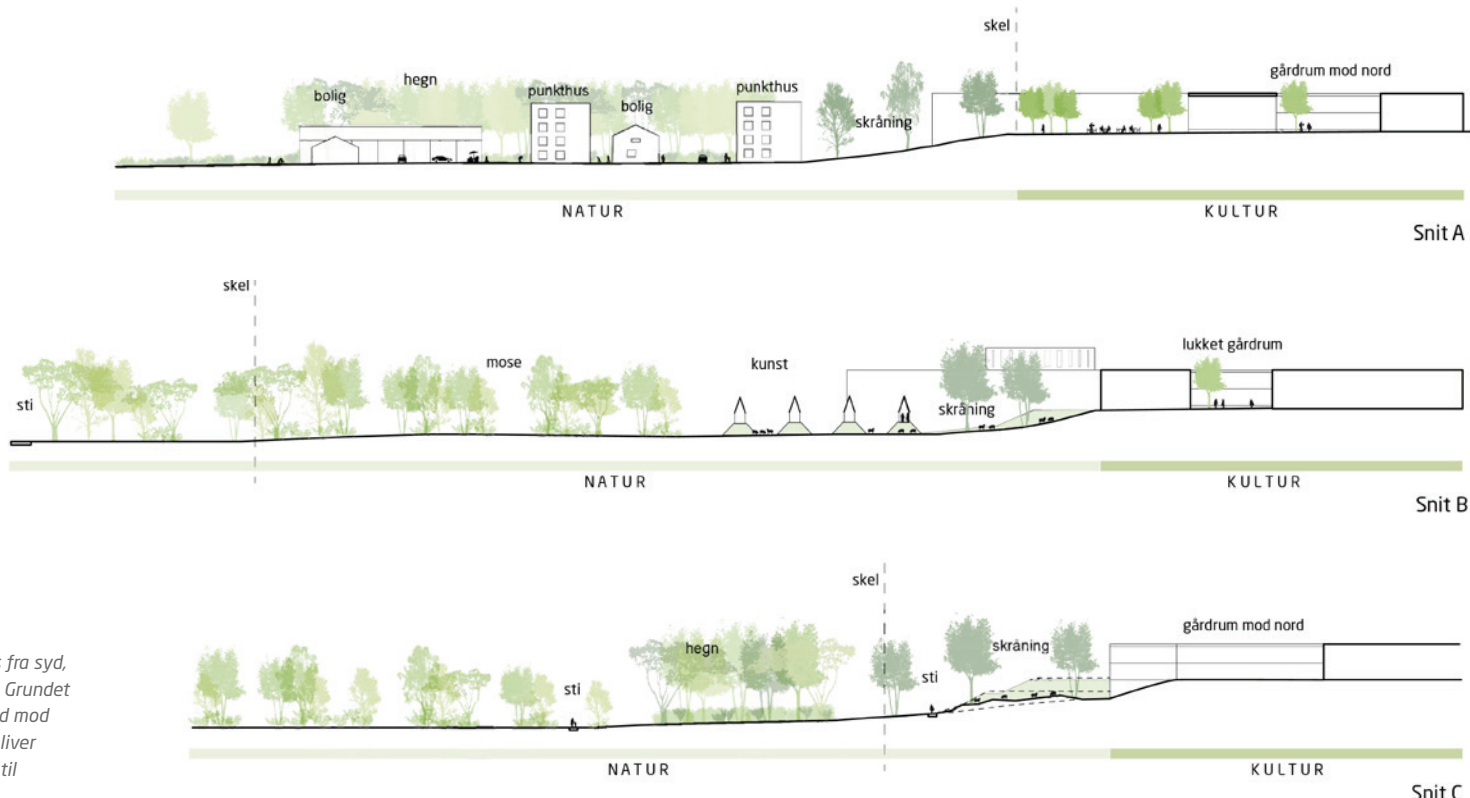 skel
gårdrum mod nord
hegn
bolig
punkthus
bolig
punkthus
skråning
NATUR
KULTUR
Snit A
skel
lukket gårdrum
mose
kunst
sti
skråning
NATUR
KULTUR
Snit B
skel
gårdrum mod nord
hegn
skråning
sti
sti
NATUR
KULTUR
Snit C
fra syd,
Grundet
d mod
liver
til